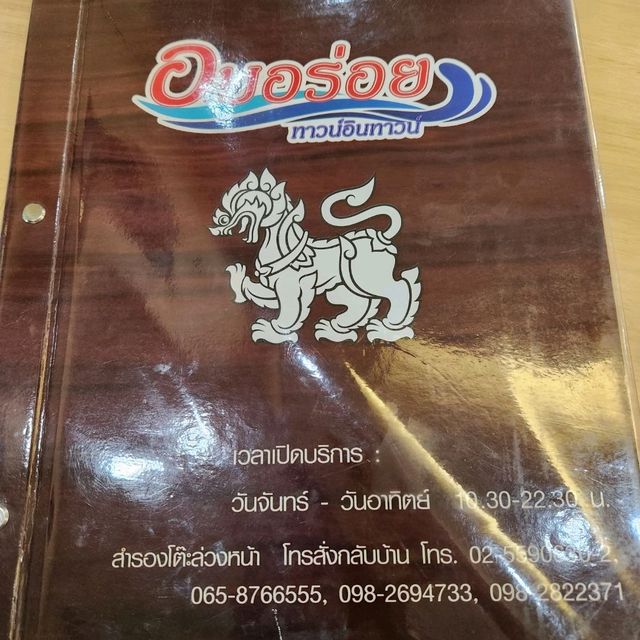 อบอร่อย
ทาวน์อินทาวน์
เวลาเปิดบริการ :
วันจันทร์ - วันอาทิตย์ 10.30-22.30 น.
สำรองโต๊ะล่วงหน้า โทรสั่งกลับบ้าน โทร.
065-8766555, 098-2694733, 098-2822371